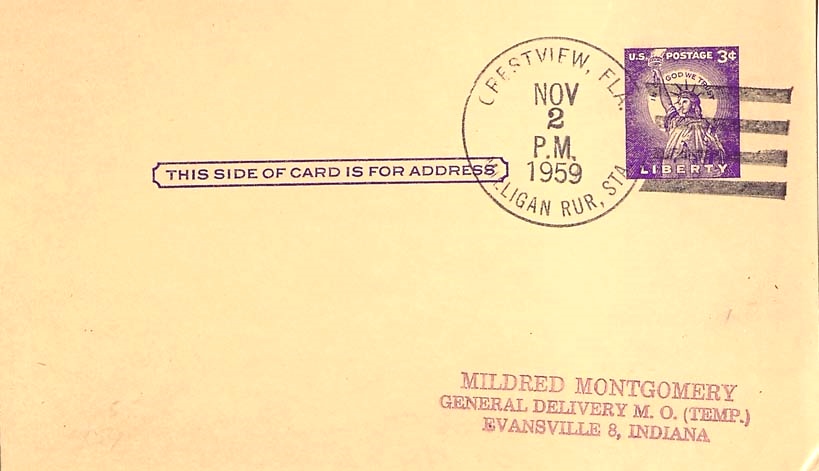 CRESTVIEW, FLA.
NOV
2
P.M.
1959
RUR. STA.
U.S. POSTAGE 3¢
IN GOD WE TRUST
LIBERTY
THIS SIDE OF CARD IS FOR ADDRESS
MILDRED MONTGOMERY
GENERAL DELIVERY M. O. (TEMP.)
EVANSVILLE 8, INDIANA